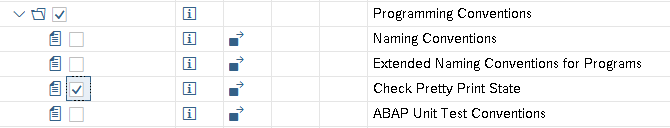 Programming Conventions
Naming Conventions
Extended Naming Conventions for Programs
Check Pretty Print State
ABAP Unit Test Conventions